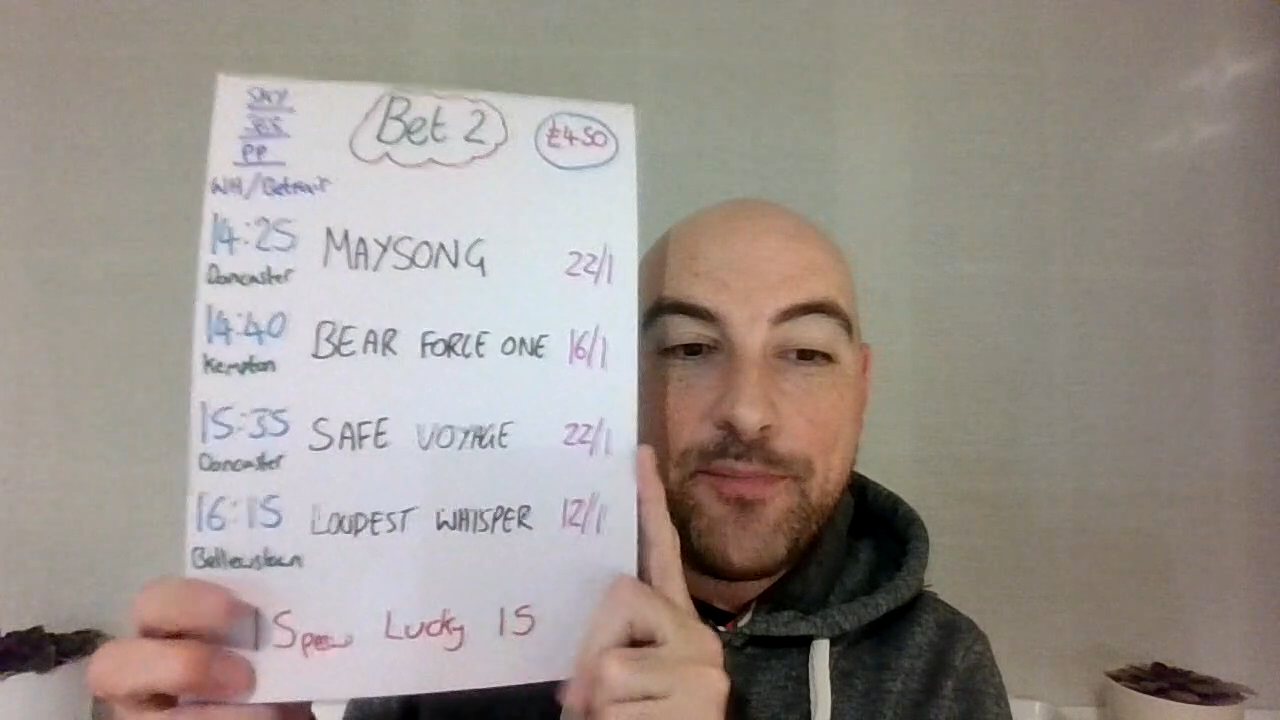 SKY
365
PP
WH/Betfair
Bet 2
£4.50
14:25 MAYSONG 22/1
Doncaster
14:40 BEAR FORCE ONE 16/1
Kempton
15:35 SAFE VOYAGE 22/1
Doncaster
16:15 LOUDEST WHISPER 12/1
Bellewstown
Lucky 15